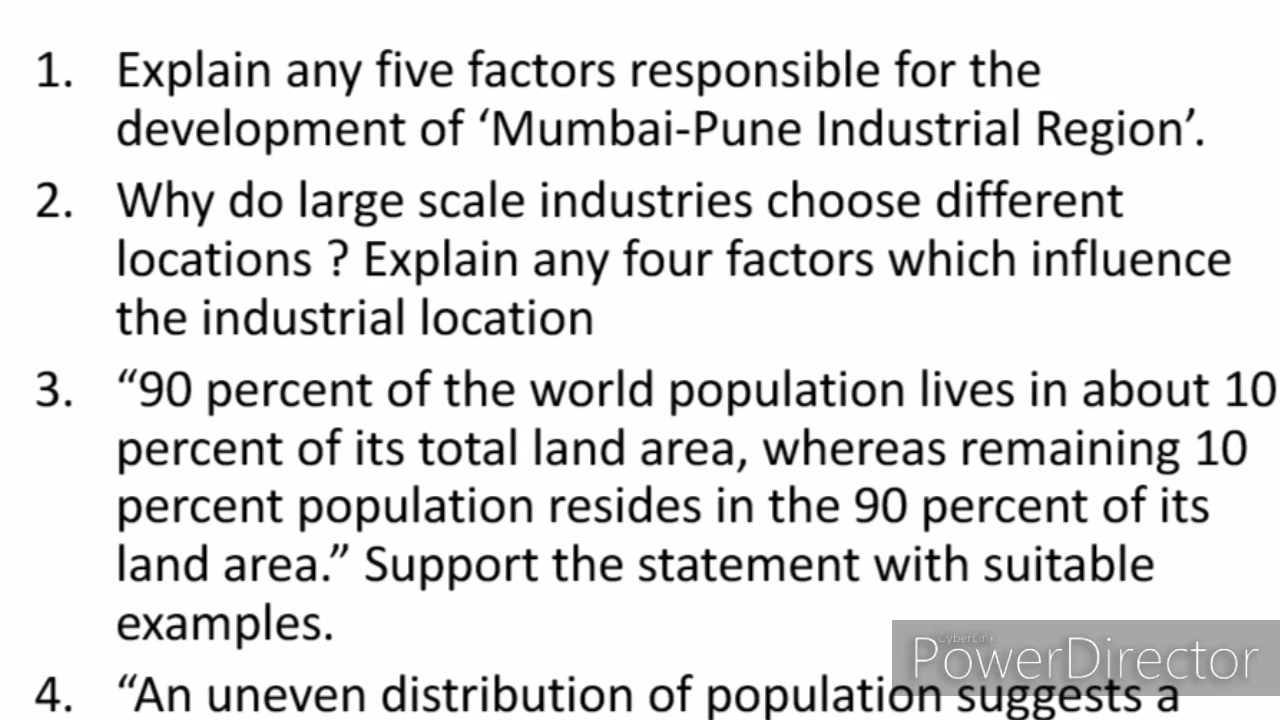 1. Explain any five factors responsible for the
development of ‘Mumbai-Pune Industrial Region’.
2. Why do large scale industries choose different
locations ? Explain any four factors which influence
the industrial location
3. “90 percent of the world population lives in about 10
percent of its total land area, whereas remaining 10
percent population resides in the 90 percent of its
land area.” Support the statement with suitable
examples.
CyberLink
PowerDirector
4. “An uneven distribution of population suggests a